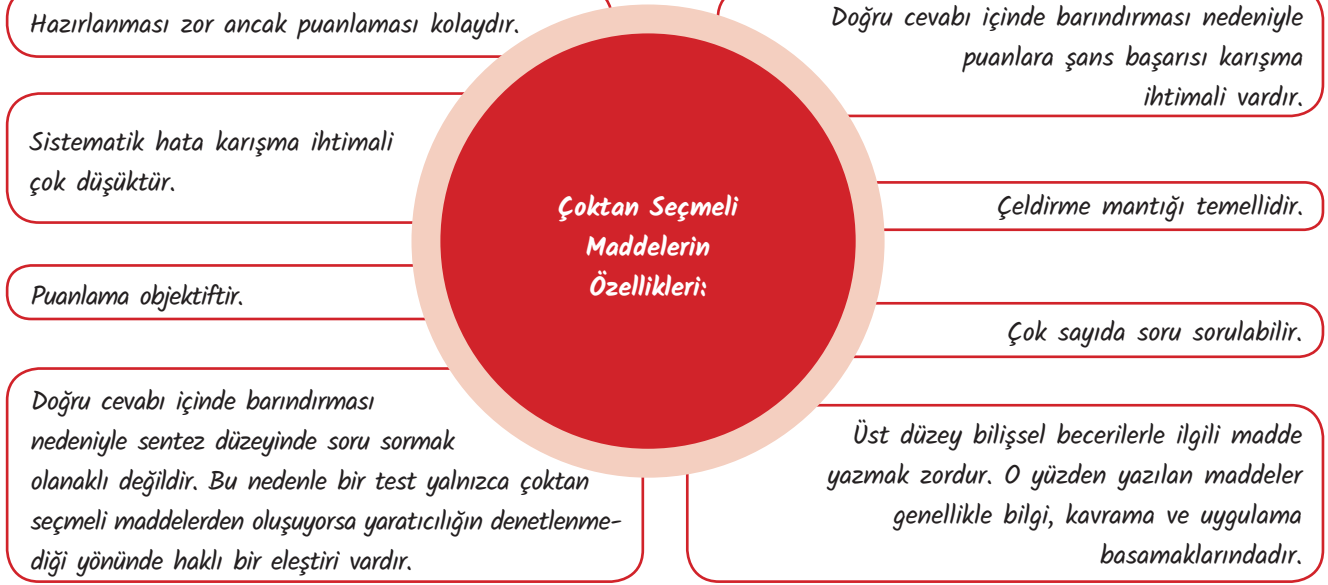 Hazırlanması zor ancak puanlaması kolaydır.
Sistematik hata karışma ihtimali
çok düşüktür.
Puanlama objektiftir.
Doğru cevabı içinde barındırması
nedeniyle sentez düzeyinde soru sormak
olanaklı değildir. Bu nedenle bir test yalnızca çoktan
seçmeli maddelerden oluşuyorsa yaratıcılığın denetlenme-
diği yönünde haklı bir eleştiri vardır.
Çoktan Seçmeli
Maddelerin
Özellikleri:
Doğru cevabı içinde barındırması nedeniyle
puanlara şans başarısı karışma
ihtimali vardır.
Çeldirme mantığı temellidir.
Çok sayıda soru sorulabilir.
Üst düzey bilişsel becerilerle ilgili madde
yazmak zordur. O yüzden yazılan maddeler
genellikle bilgi, kavrama ve uygulama
basamaklarındadır.